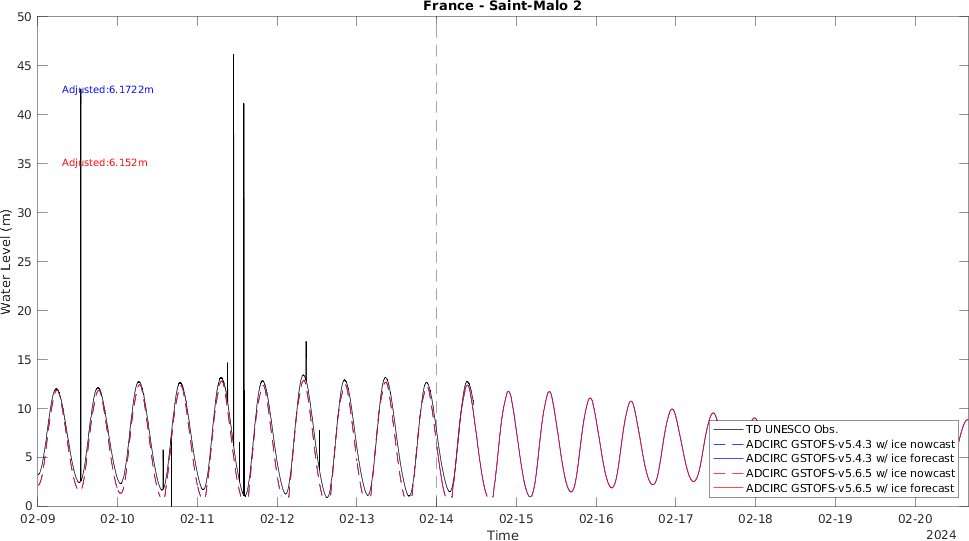 France - Saint-Malo 2
50
45
40
35
30
25
20
15
10
5
0
Water Level (m)
Adjusted:6.1722m
Adjusted:6.152m
TD UNESCO Obs.
ADCIRC GSTOFS-v5.4.3 w/ ice nowcast
ADCIRC GSTOFS-v5.4.3 w/ ice forecast
ADCIRC GSTOFS-v5.6.5 w/ ice nowcast
ADCIRC GSTOFS-v5.6.5 w/ ice forecast
02-09 02-10 02-11 02-12 02-13 02-14 02-15 02-16 02-17 02-18 02-19 02-20
Time
2024